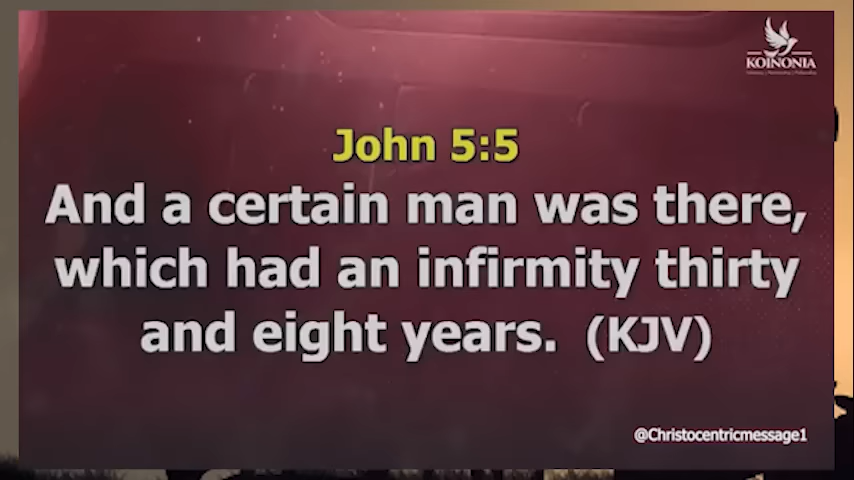 KOINONIA
John 5:5
And a certain man was there,
which had an infirmity thirty
and eight years. (KJV)
@Christocentricmessage1